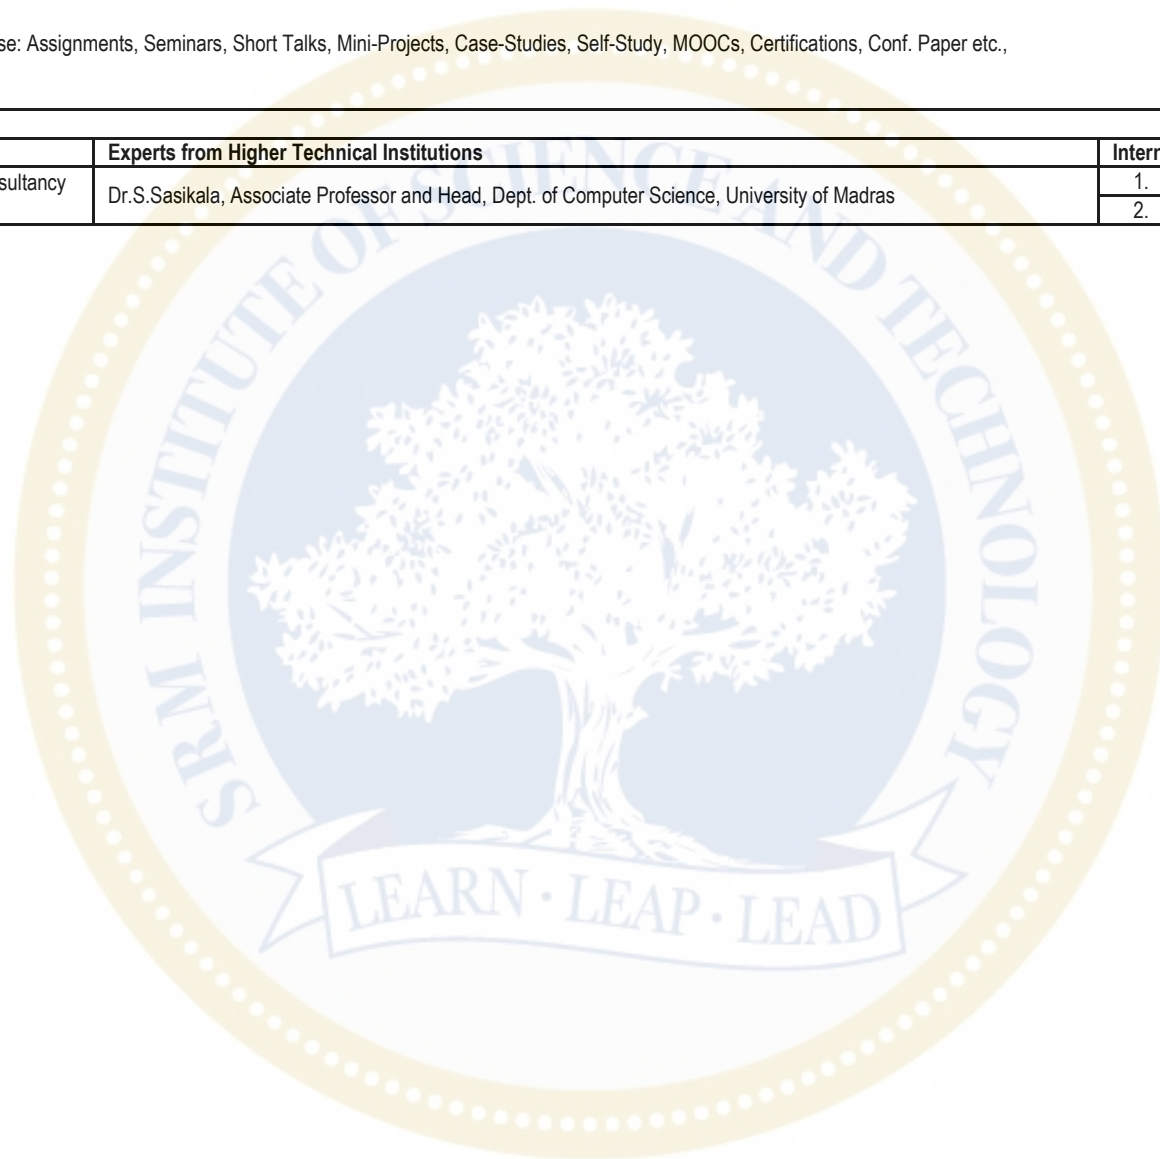 se: Assignments, Seminars, Short Talks, Mini-Projects, Case-Studies, Self-Study, MOOCs, Certifications, Conf. Paper etc.,
Experts from Higher Technical Institutions
Intern
sultancy
Dr.S.Sasikala, Associate Professor and Head, Dept. of Computer Science, University of Madras
1.
2.
SRM INSTITUTE OF SCIENCE AND TECHNOLOGY
LEARN · LEAP · LEAD